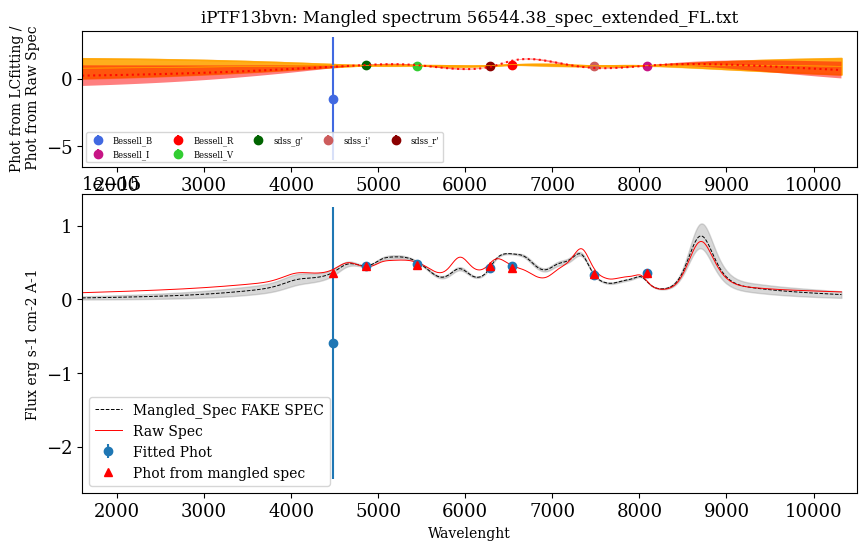 iPTF13bvn: Mangled spectrum 56544.38_spec_extended_FL.txt
Phot from LCfitting /
Phot from Raw Spec
0
−5
Bessell_B
Bessell_R
sdss_g'
sdss_i'
sdss_r'
Bessell_I
Bessell_V
2000 3000 4000 5000 6000 7000 8000 9000 10000
1e−15
1
0
−1
−2
Flux erg s-1 cm-2 A-1
Mangled_Spec FAKE SPEC
Raw Spec
Fitted Phot
Phot from mangled spec
2000 3000 4000 5000 6000 7000 8000 9000 10000
Wavelenght